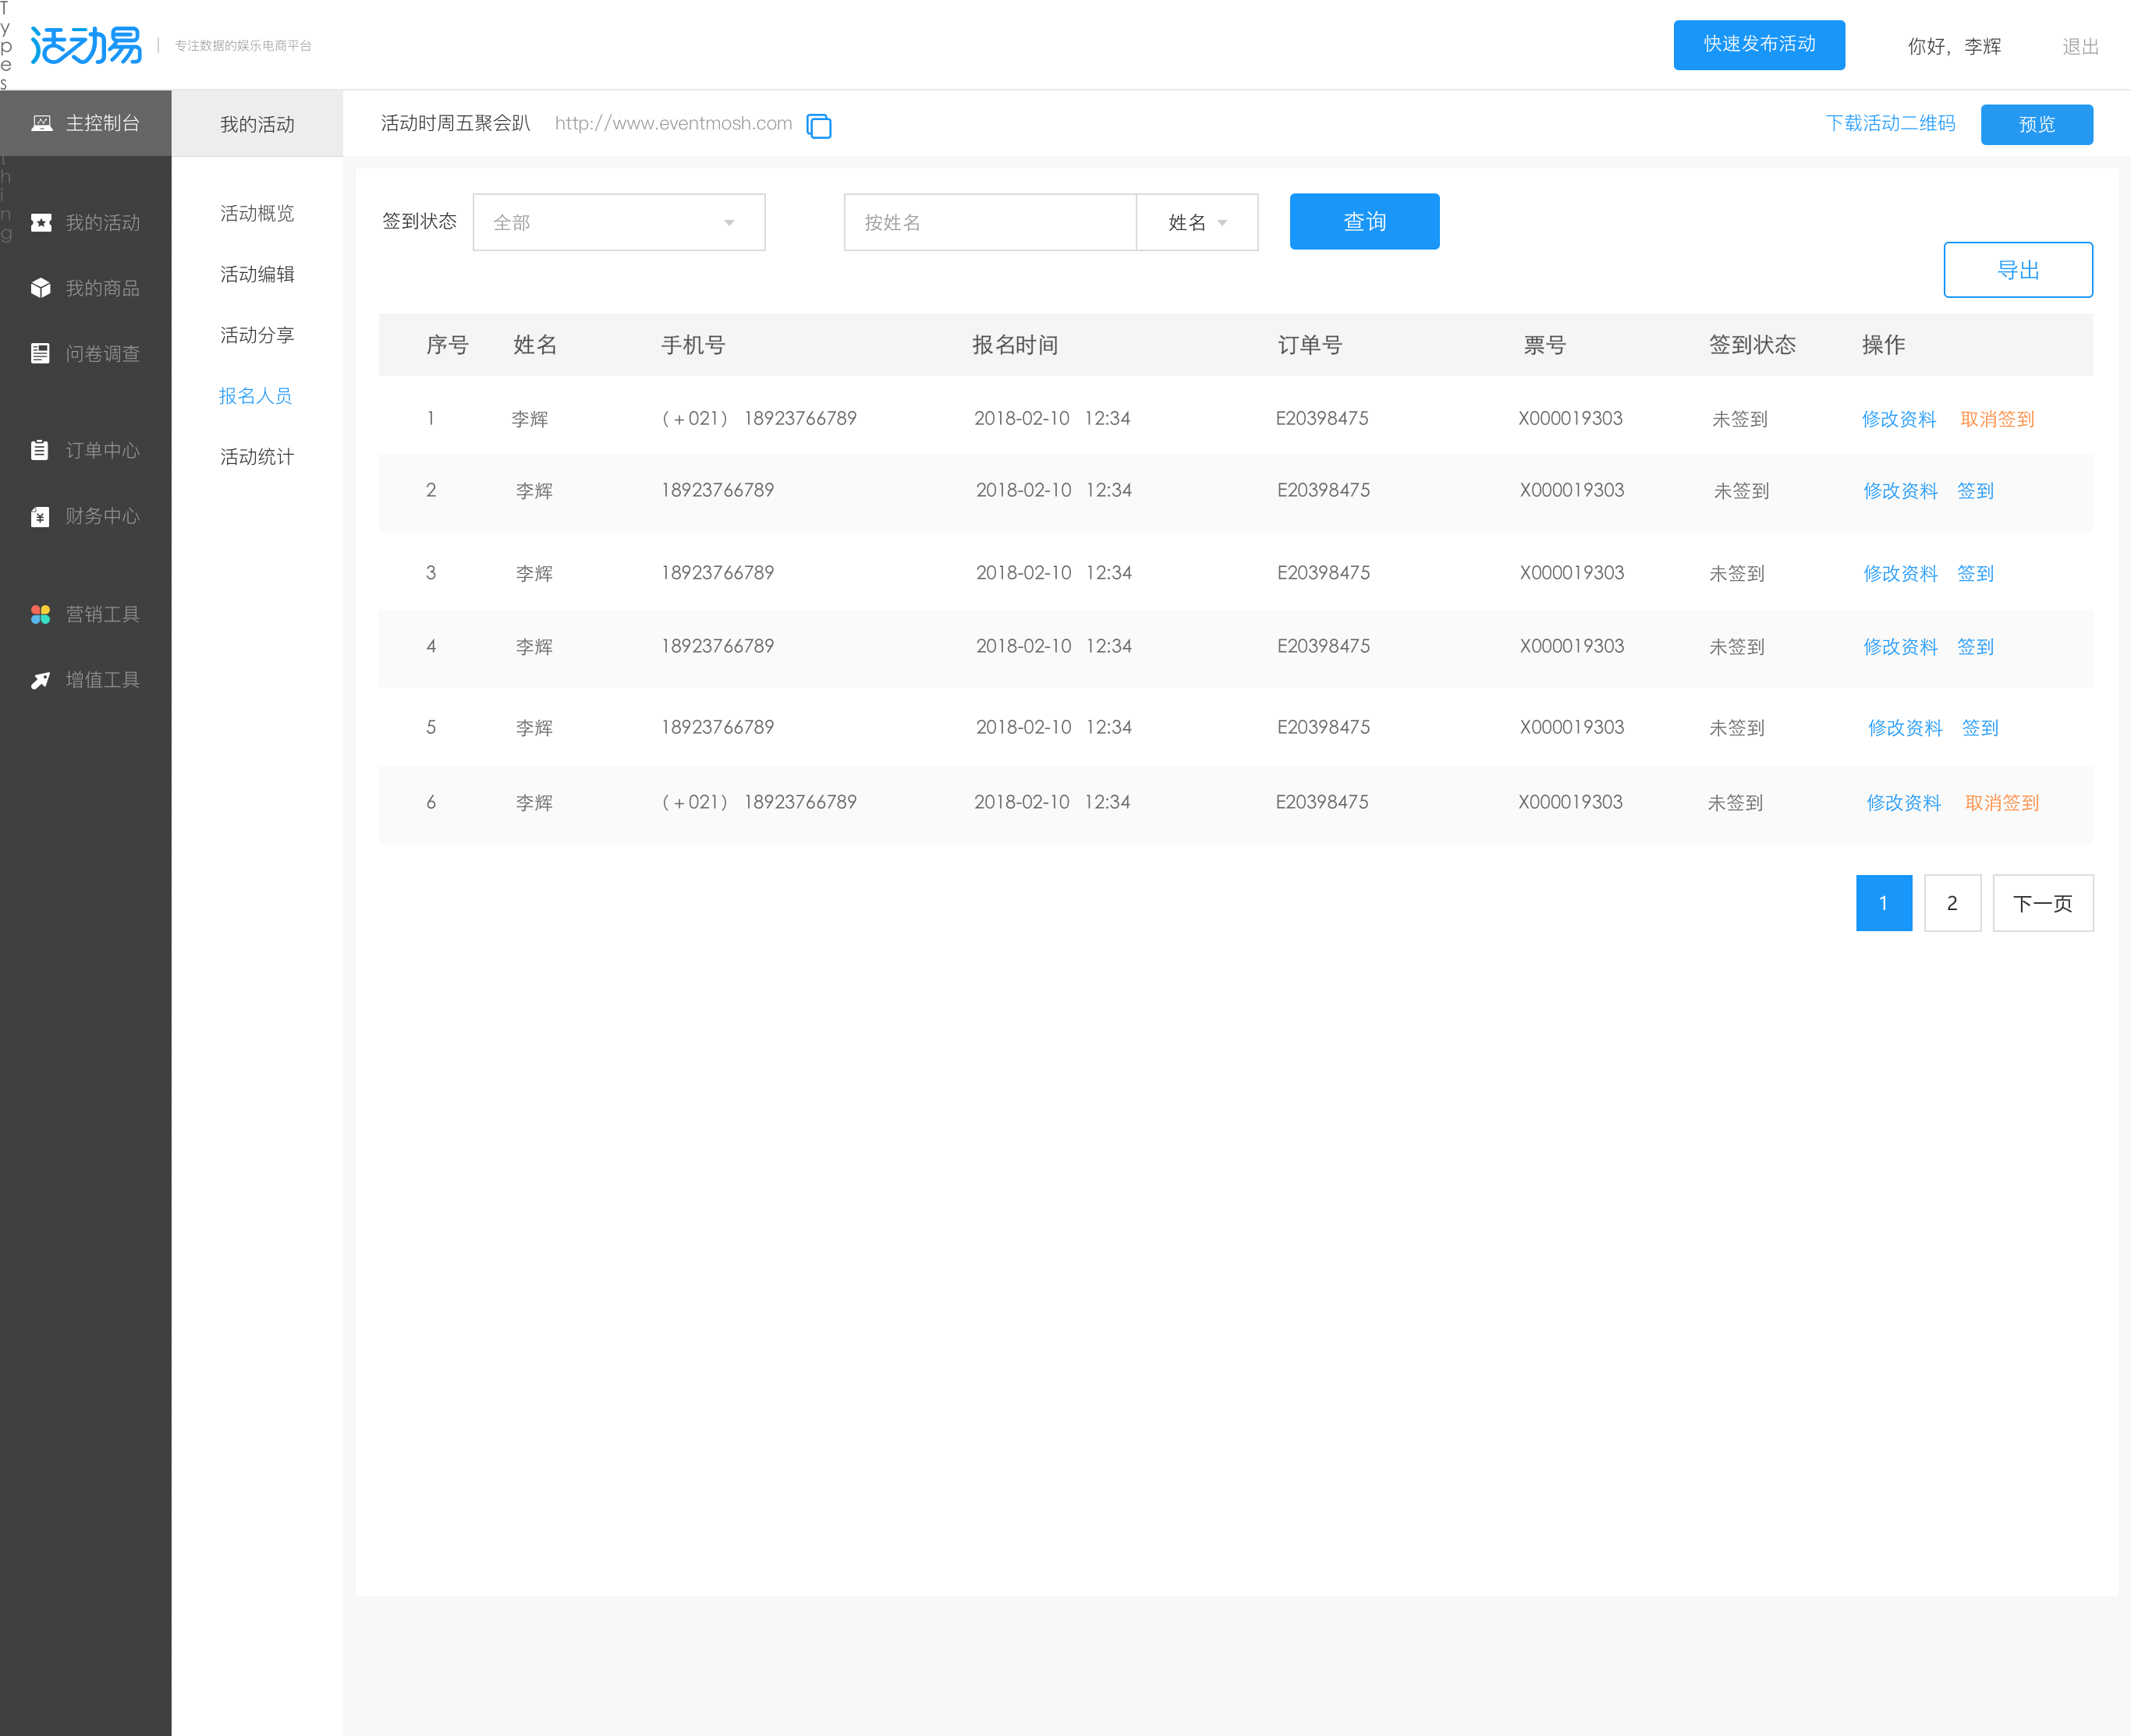 Types
thing
活动易 专注数据的娱乐电商平台 快速发布活动 你好，李辉 退出
主控制台
我的活动
我的商品
问卷调查
订单中心
财务中心
营销工具
增值工具
我的活动
活动概览
活动编辑
活动分享
报名人员
活动统计
活动时周五聚会趴 http://www.eventmosh.com 下载活动二维码 预览
签到状态 全部 按姓名 姓名 查询
导出
序号 姓名 手机号 报名时间 订单号 票号 签到状态 操作
1 李辉 （+021） 18923766789 2018-02-10 12:34 E20398475 X000019303 未签到 修改资料 取消签到
2 李辉 18923766789 2018-02-10 12:34 E20398475 X000019303 未签到 修改资料 签到
3 李辉 18923766789 2018-02-10 12:34 E20398475 X000019303 未签到 修改资料 签到
4 李辉 18923766789 2018-02-10 12:34 E20398475 X000019303 未签到 修改资料 签到
5 李辉 18923766789 2018-02-10 12:34 E20398475 X000019303 未签到 修改资料 签到
6 李辉 （+021） 18923766789 2018-02-10 12:34 E20398475 X000019303 未签到 修改资料 取消签到
1 2 下一页